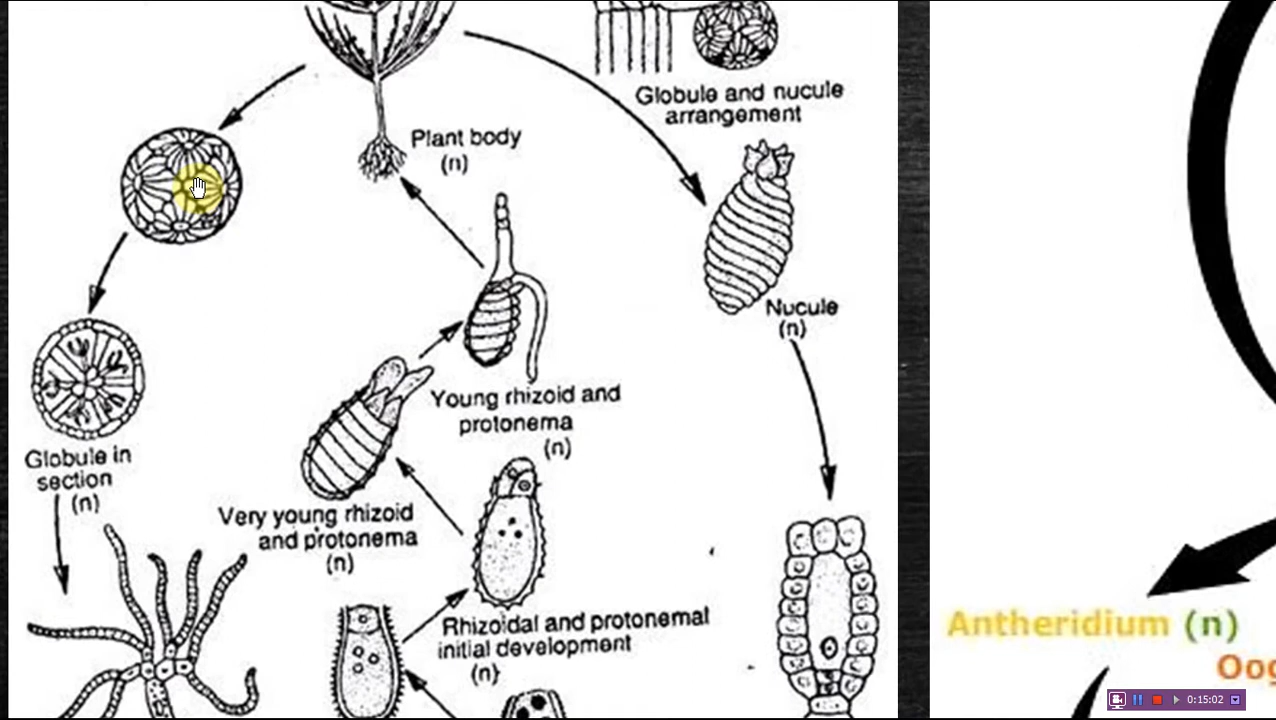 Globule and nucule
arrangement
Plant body
(n)
Nucule
(n)
Young rhizoid and
protonema
(n)
Globule in
section
(n)
Very young rhizoid
and protonema
(n)
Rhizoidal and protonemal
initial development
(n)
Antheridium (n)
Oog
0:15:02